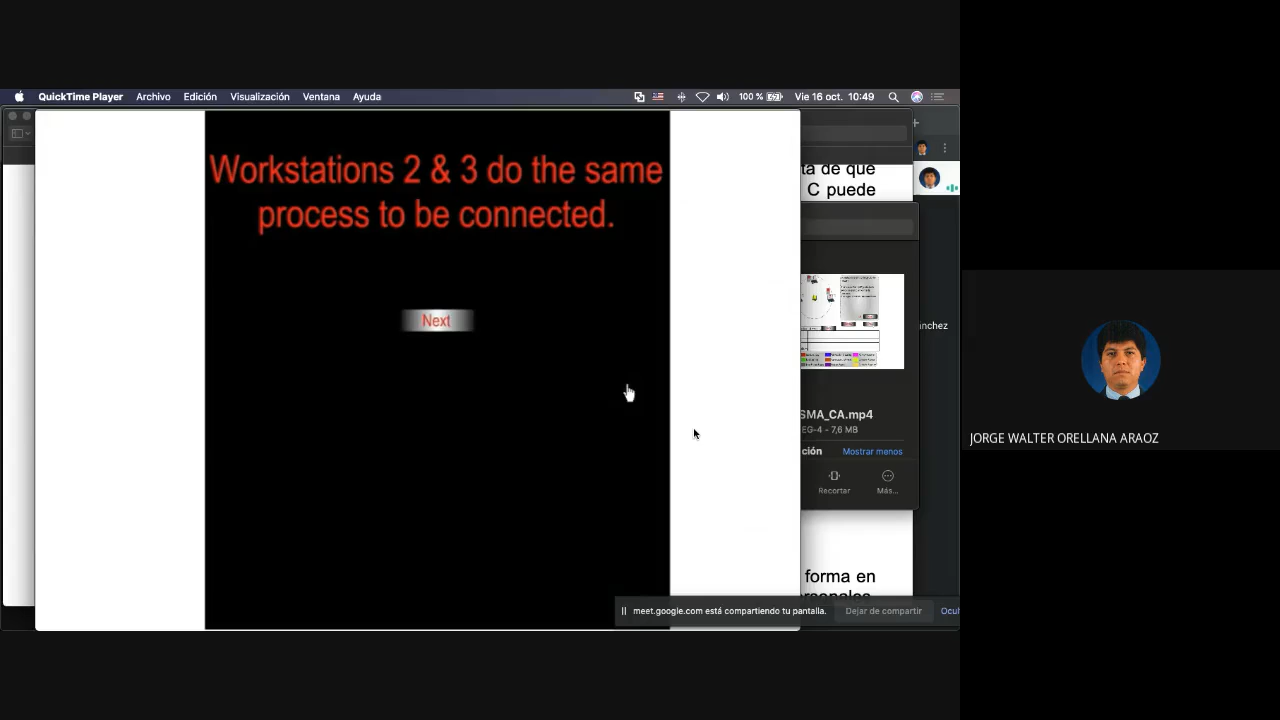 QuickTime Player Archivo Edición Visualización Ventana Ayuda 100 % Vie 16 oct. 10:49
Workstations 2 & 3 do the same
process to be connected.
Next
ta de que
C puede
SMA_CA.mp4
EG-4 - 7,6 MB
ción Mostrar menos
Recortar Más...
forma en
meet.google.com está compartiendo tu pantalla. Dejar de compartir Ocul
nchez
JORGE WALTER ORELLANA ARAOZ